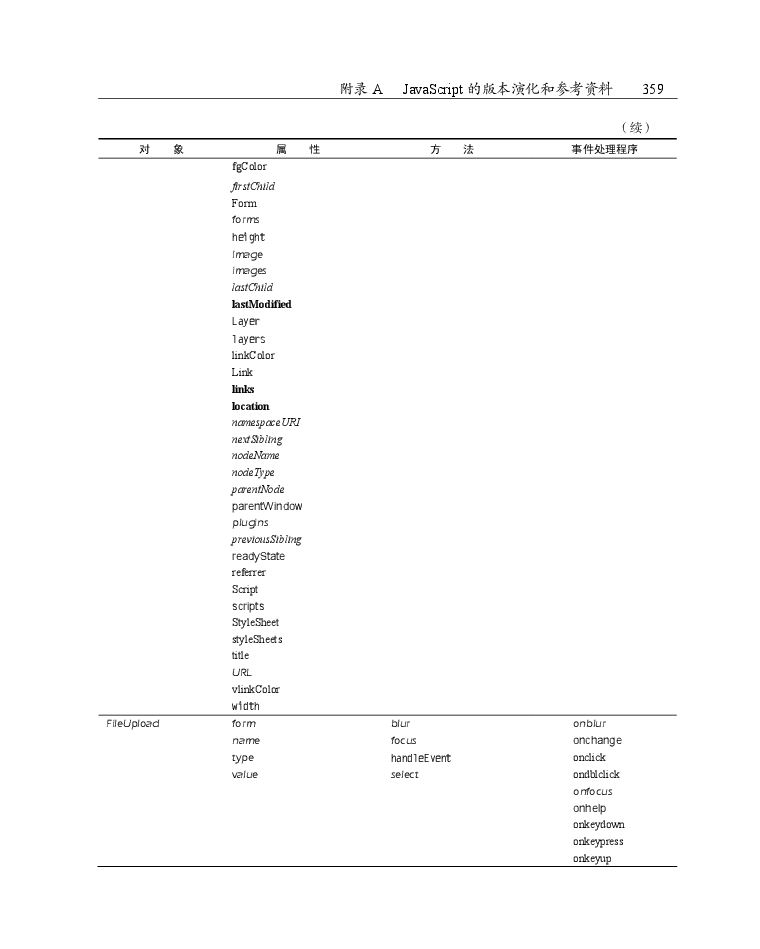 附录 A JavaScript 的版本演化和参考资料 359
（续）
对 象 属 性 方 法 事件处理程序
fgColor
firstChild
Form
forms
height
image
images
lastChild
lastModified
Layer
layers
linkColor
Link
links
location
namespaceURI
nextSibling
nodeName
nodeType
parentNode
parentWindow
plugins
previousSibling
readyState
referrer
Script
scripts
StyleSheet
styleSheets
title
URL
vlinkColor
width
FileUpload form blur onblur
name focus onchange
type handleEvent onclick
value select ondblclick
onfocus
onhelp
onkeydown
onkeypress
onkeyup